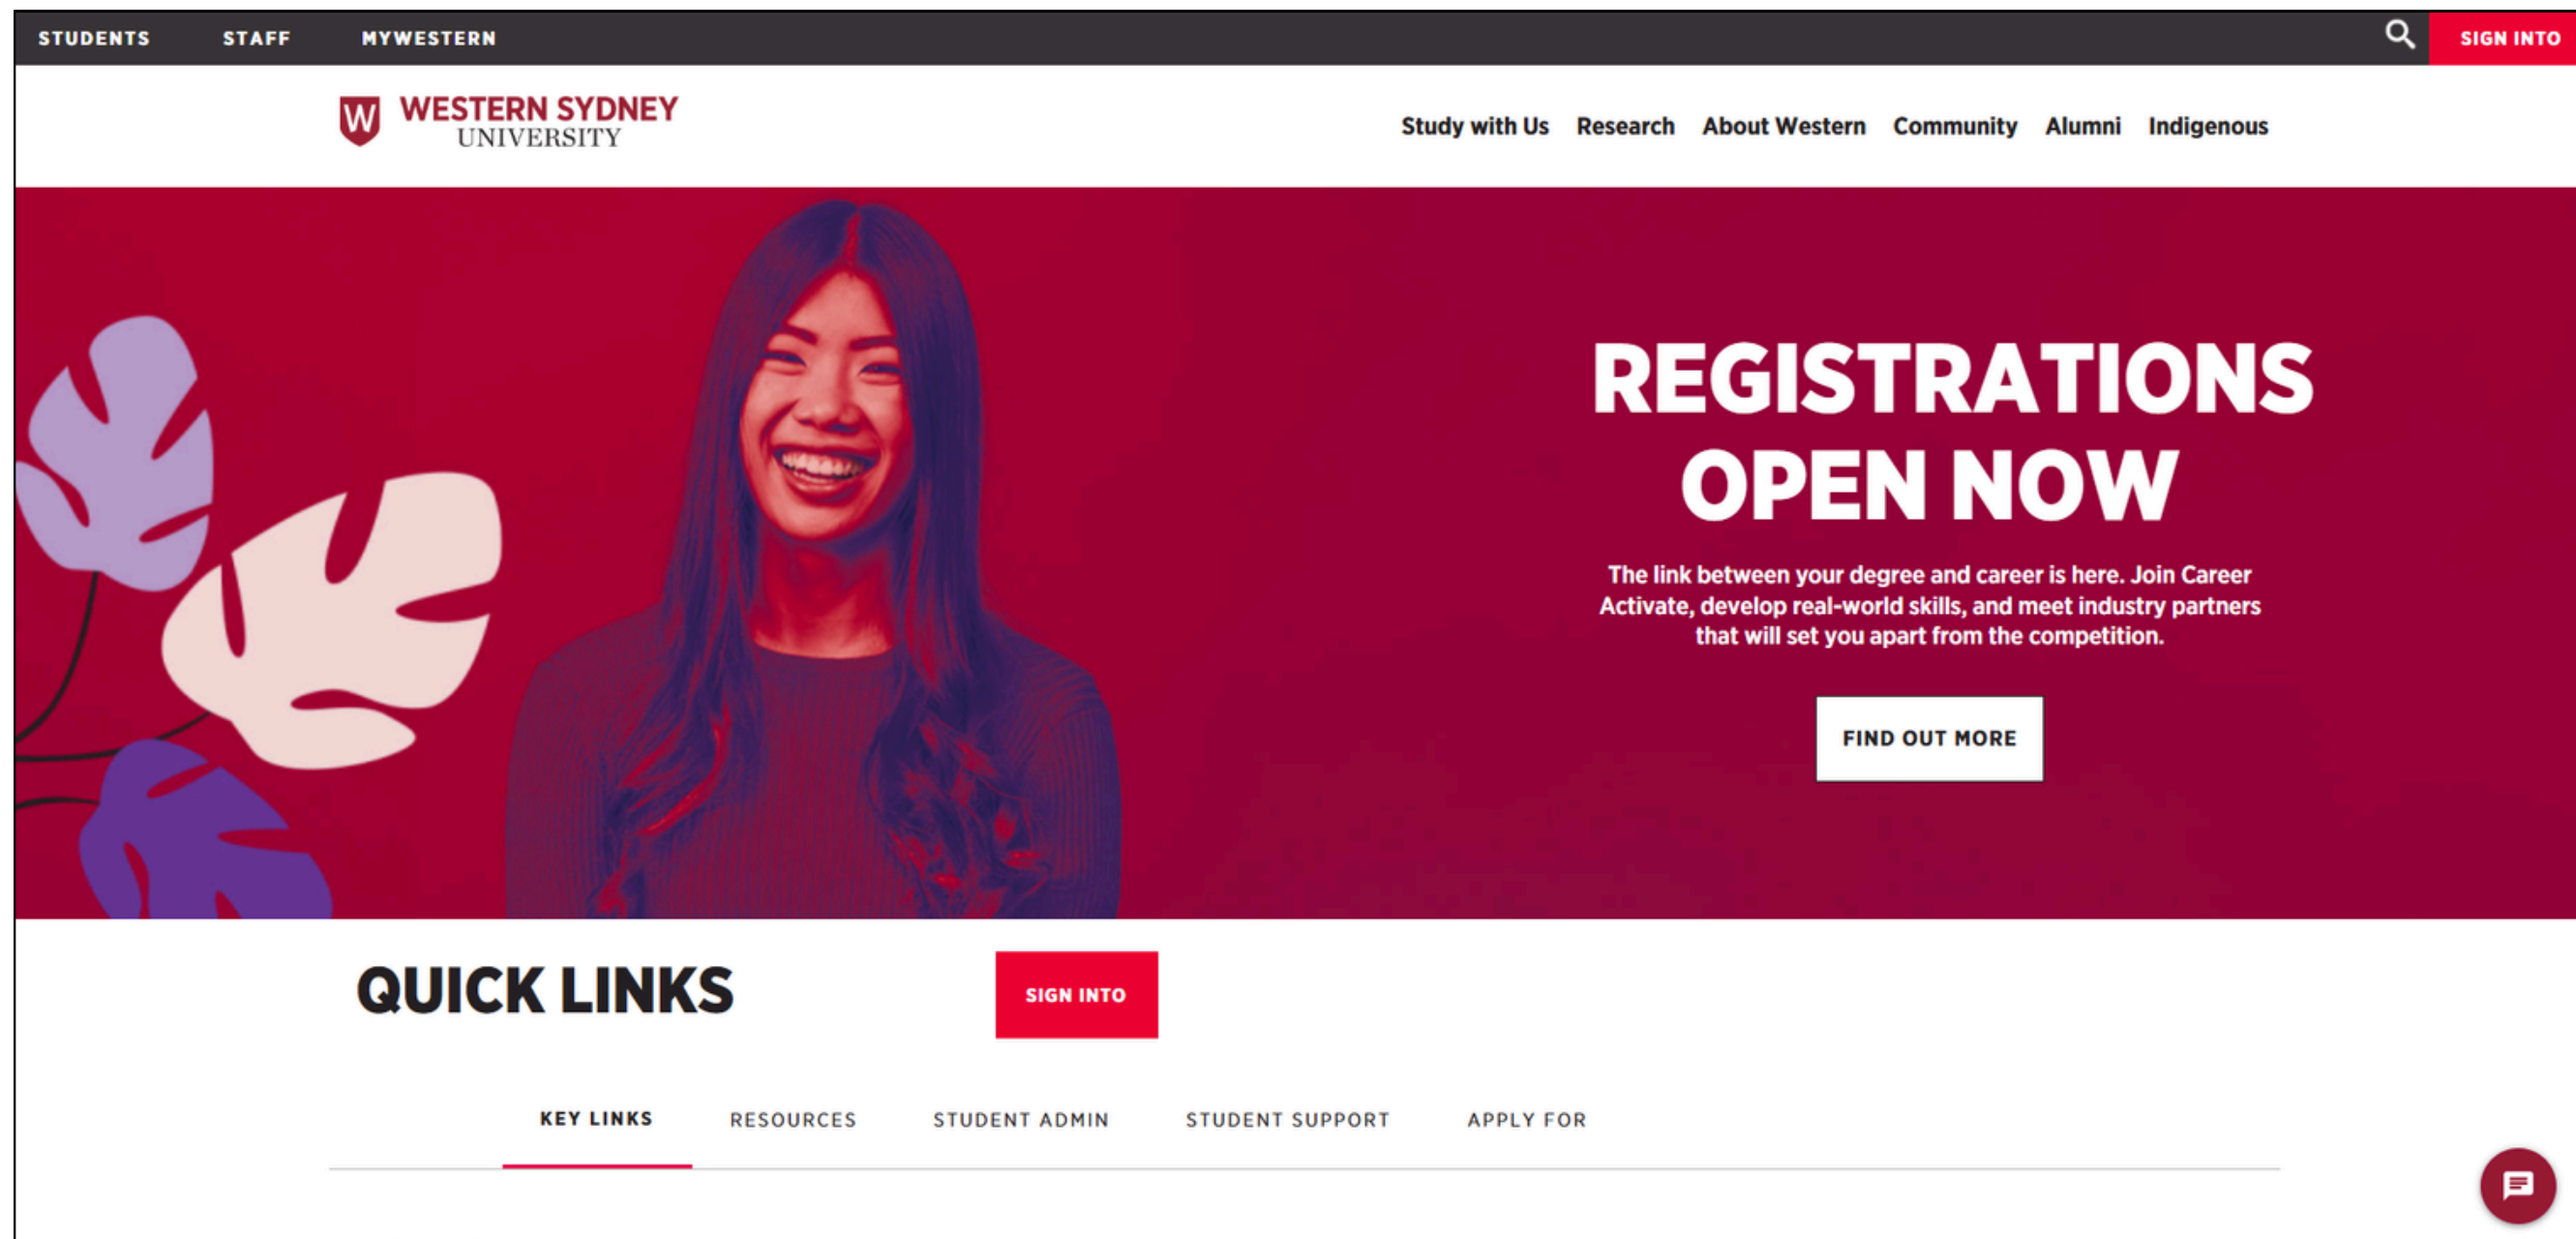 STUDENTS STAFF MYWESTERN SIGN INTO
W WESTERN SYDNEY
UNIVERSITY
Study with Us Research About Western Community Alumni Indigenous
REGISTRATIONS
OPEN NOW
The link between your degree and career is here. Join Career
Activate, develop real-world skills, and meet industry partners
that will set you apart from the competition.
FIND OUT MORE
QUICK LINKS SIGN INTO
KEY LINKS RESOURCES STUDENT ADMIN STUDENT SUPPORT APPLY FOR